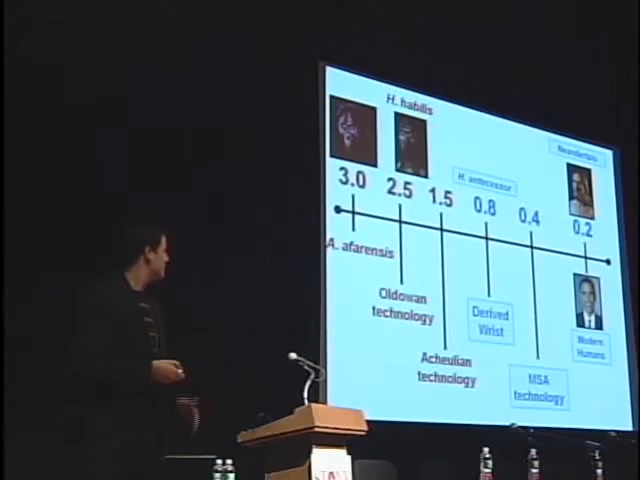 H. habilis
Neandertals
H. antecessor
3.0
2.5
1.5
0.8
0.4
0.2
A. afarensis
Oldowan
technology
Derived
Wrist
Modern
Humans
Acheulian
technology
MSA
technology